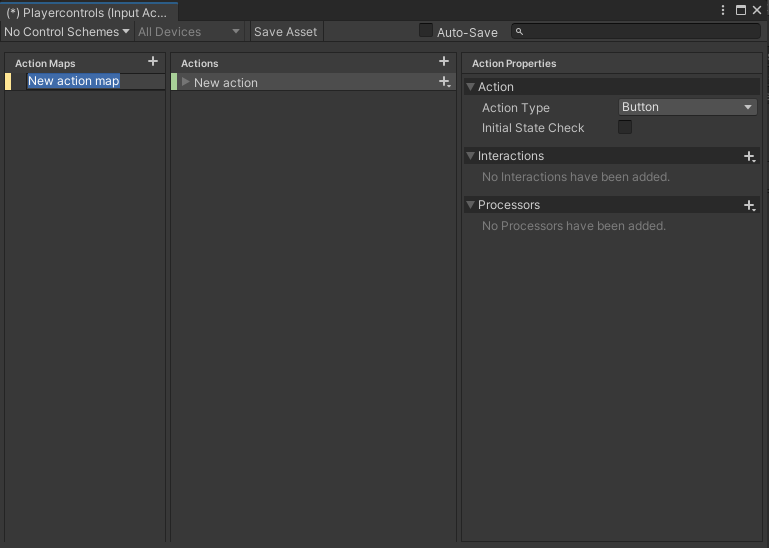 (*) Playercontrols (Input Ac...
No Control Schemes All Devices Save Asset Auto-Save
Action Maps Actions Action Properties
New action map New action Action
Action Type Button
Initial State Check
Interactions
No Interactions have been added.
Processors
No Processors have been added.